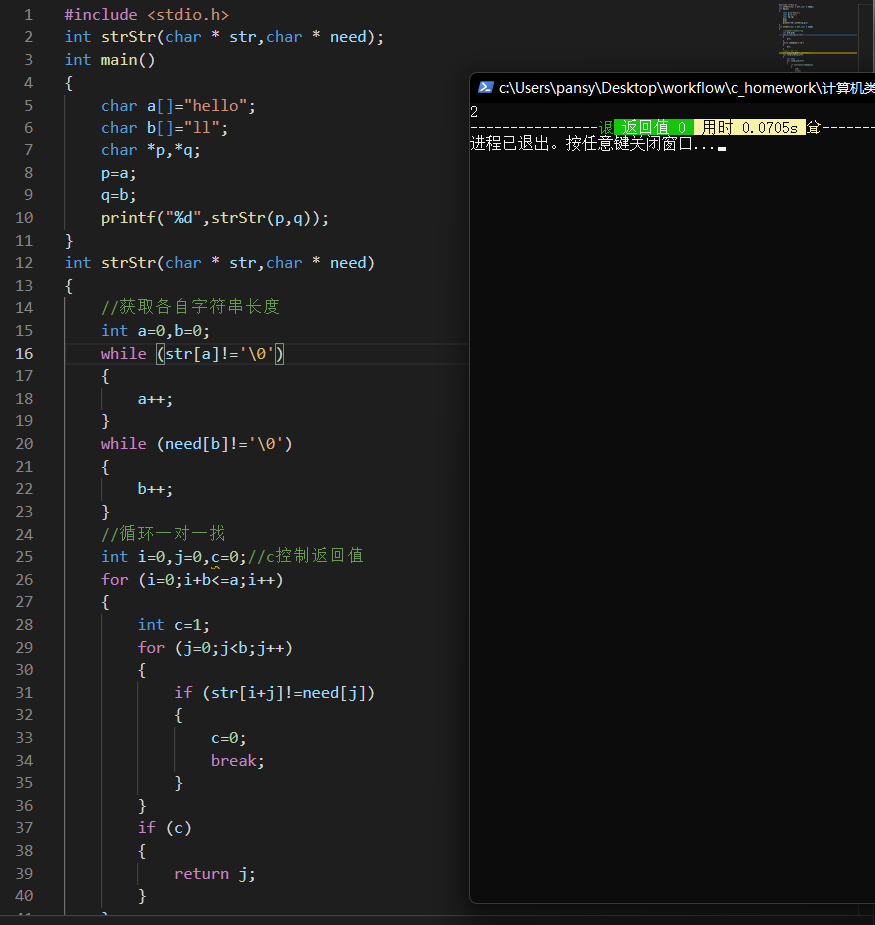 1 #include <stdio.h>
2 int strStr(char * str,char * need);
3 int main()
4 {
5 char a[]="hello";
6 char b[]="ll";
7 char *p,*q;
8 p=a;
9 q=b;
10 printf("%d",strStr(p,q));
11 }
12 int strStr(char * str,char * need)
13 {
14 //获取各自字符串长度
15 int a=0,b=0;
16 while (str[a]!='\0')
17 {
18 a++;
19 }
20 while (need[b]!='\0')
21 {
22 b++;
23 }
24 //循环一对一找
25 int i=0,j=0,c=0;//c控制返回值
26 for (i=0;i+b<=a;i++)
27 {
28 int c=1;
29 for (j=0;j<b;j++)
30 {
31 if (str[i+j]!=need[j])
32 {
33 c=0;
34 break;
35 }
36 }
37 if (c)
38 {
39 return j;
40 }
c:\Users\pansy\Desktop\workflow\c_homework\计算机类
2
返回值 0 用时 0.0705s
进程已退出。按任意键关闭窗口...